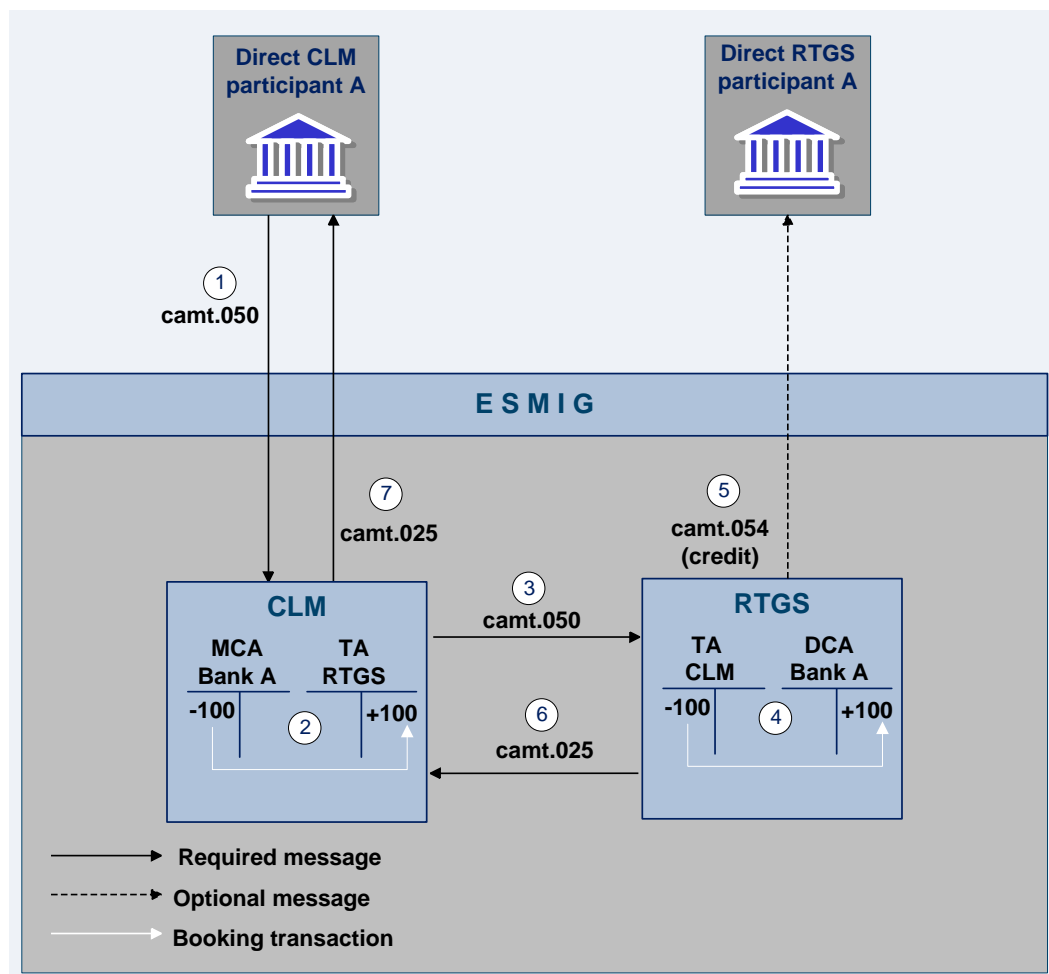 Direct CLM
participant A
Direct RTGS
participant A
1
camt.050
E S M I G
7
camt.025
5
camt.054
(credit)
CLM
MCA
Bank A
TA
RTGS
-100
2
+100
3
camt.050
6
camt.025
RTGS
TA
CLM
DCA
Bank A
-100
4
+100
Required message
Optional message
Booking transaction